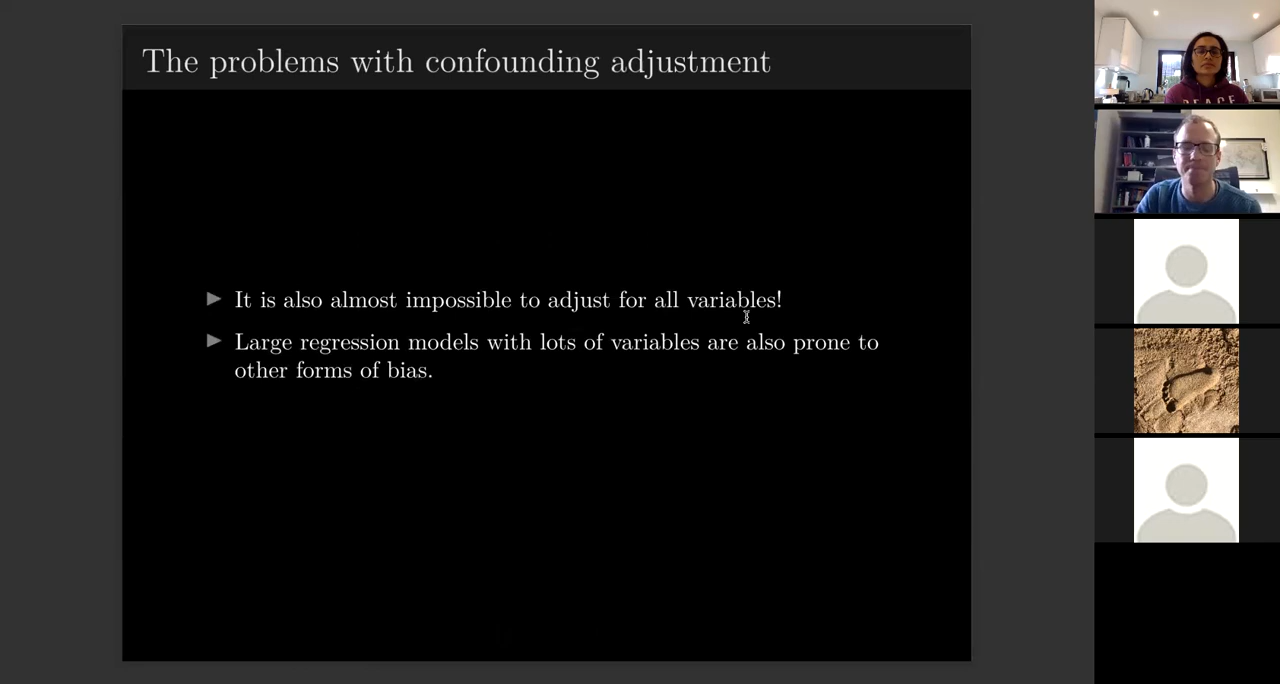 The problems with confounding adjustment
▶ It is also almost impossible to adjust for all variables!
▶ Large regression models with lots of variables are also prone to
other forms of bias.
PEACE